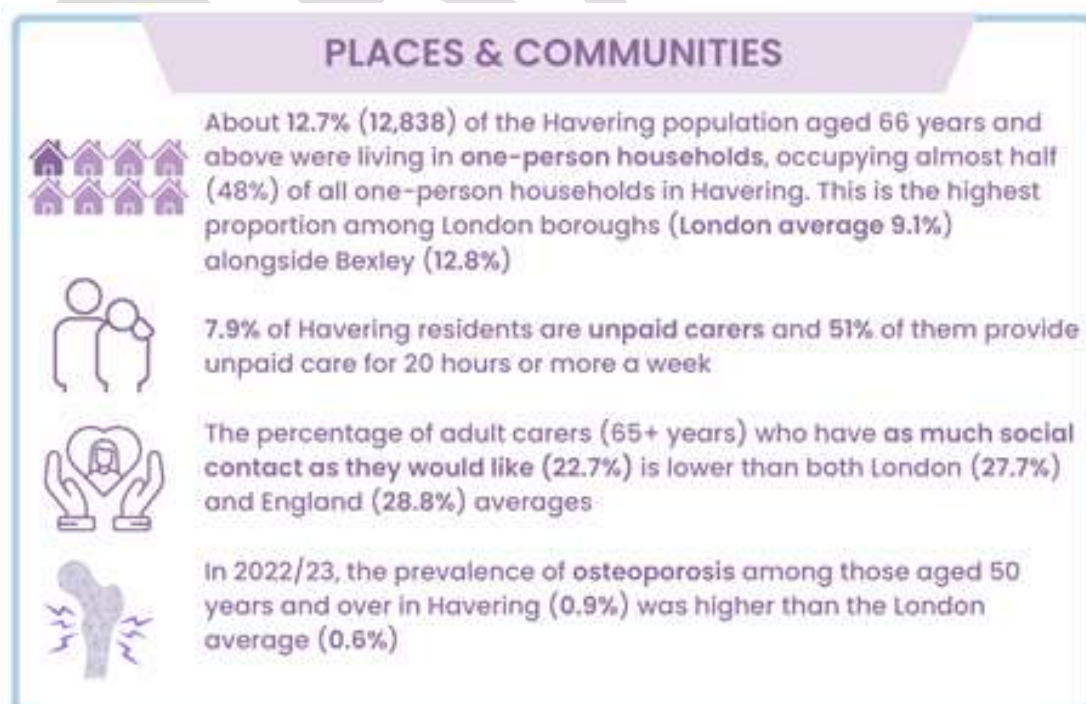 PLACES & COMMUNITIES
About 12.7% (12,838) of the Havering population aged 66 years and
above were living in one-person households, occupying almost half
(48%) of all one-person households in Havering. This is the highest
proportion among London boroughs (London average 9.1%)
alongside Bexley (12.8%)
7.9% of Havering residents are unpaid carers and 51% of them provide
unpaid care for 20 hours or more a week
The percentage of adult carers (65+ years) who have as much social
contact as they would like (22.7%) is lower than both London (27.7%)
and England (28.8%) averages
In 2022/23, the prevalence of osteoporosis among those aged 50
years and over in Havering (0.9%) was higher than the London
average (0.6%)